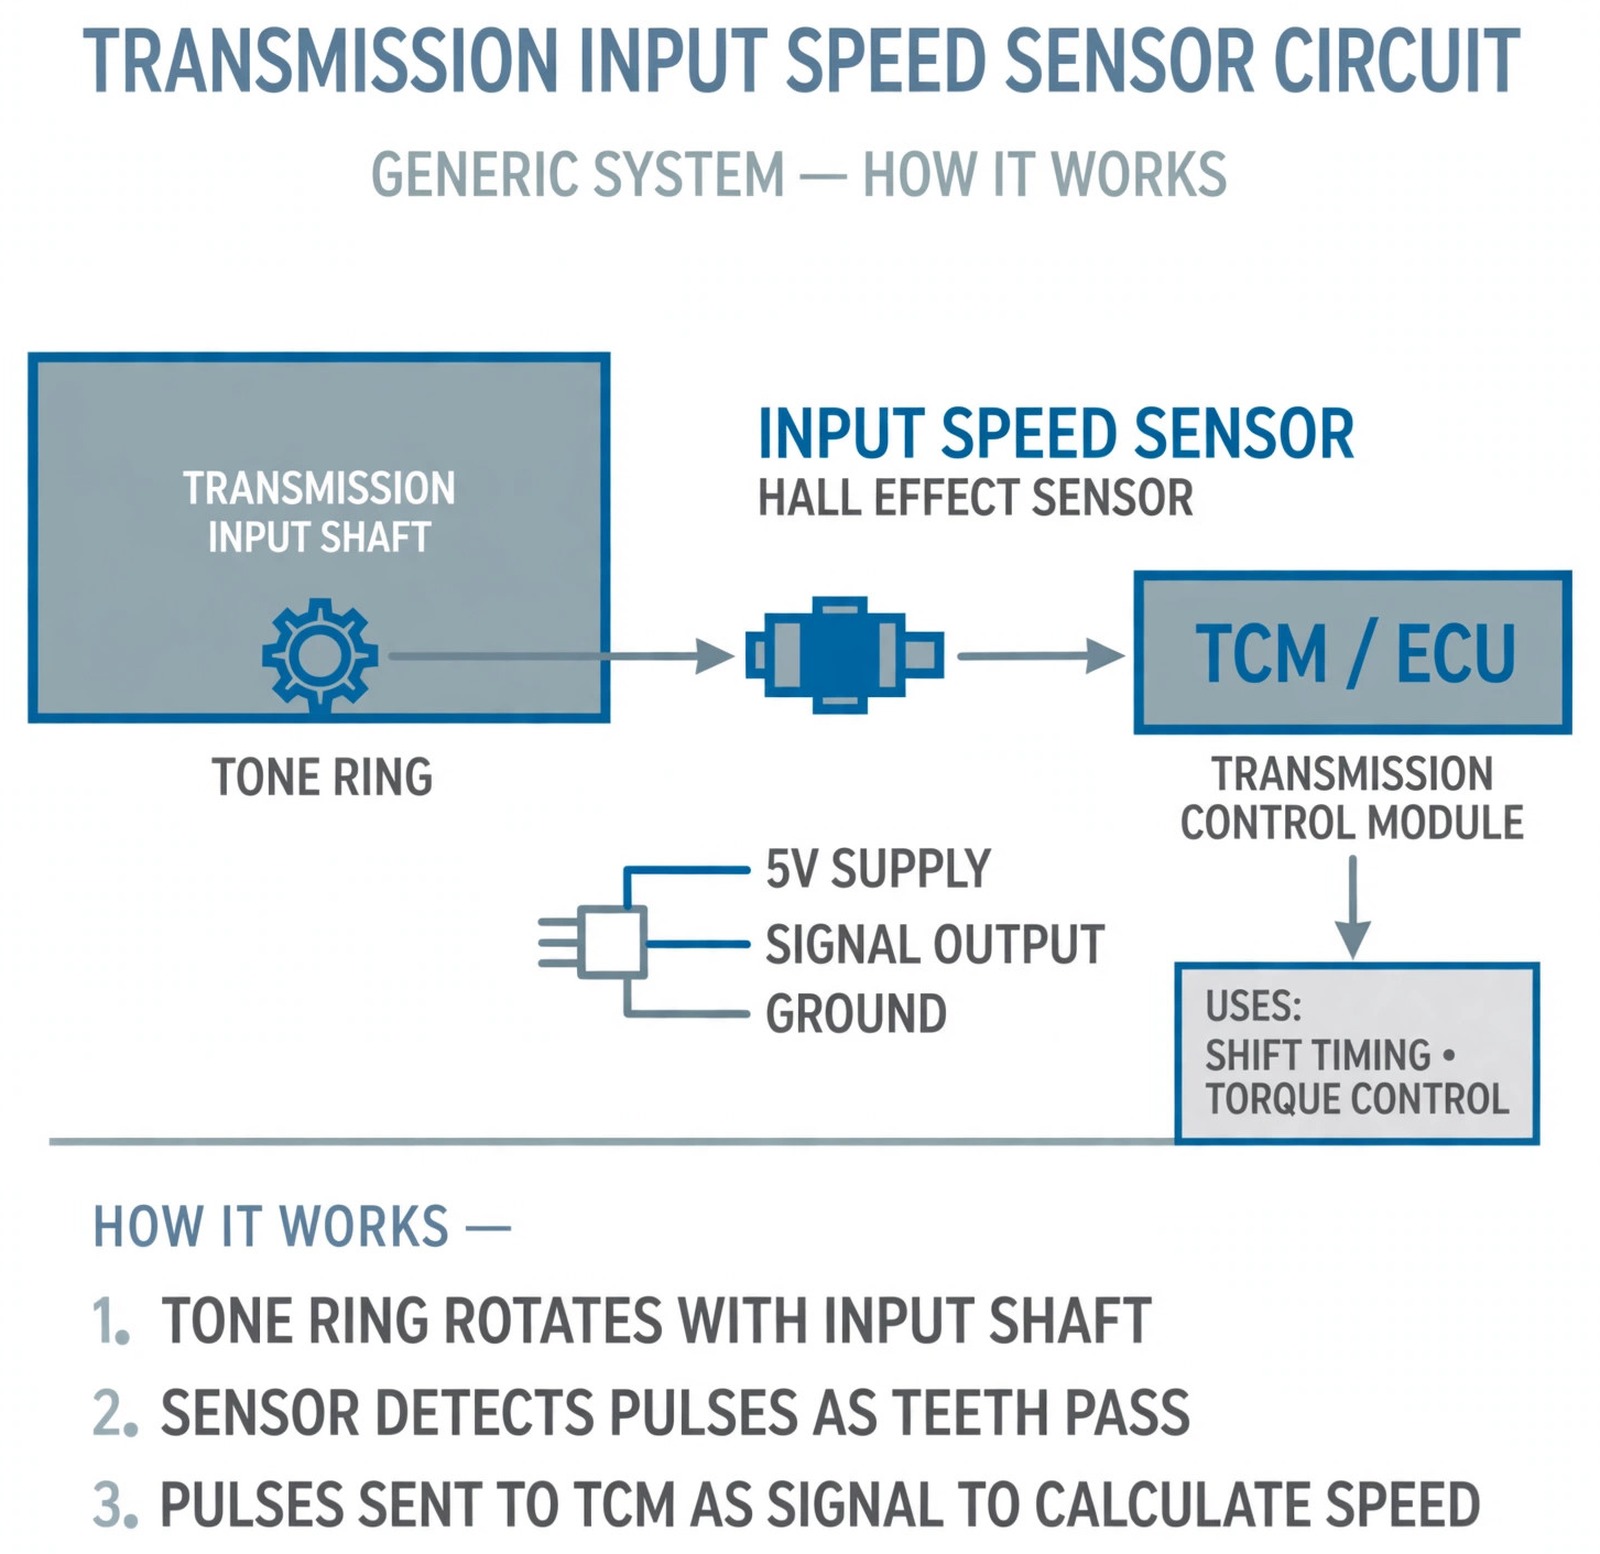 TRANSMISSION INPUT SPEED SENSOR CIRCUIT
GENERIC SYSTEM — HOW IT WORKS
TRANSMISSION
INPUT SHAFT
TONE RING
INPUT SPEED SENSOR
HALL EFFECT SENSOR
TCM / ECU
TRANSMISSION
CONTROL MODULE
5V SUPPLY
SIGNAL OUTPUT
GROUND
USES:
SHIFT TIMING •
TORQUE CONTROL
HOW IT WORKS —
1. TONE RING ROTATES WITH INPUT SHAFT
2. SENSOR DETECTS PULSES AS TEETH PASS
3. PULSES SENT TO TCM AS SIGNAL TO CALCULATE SPEED